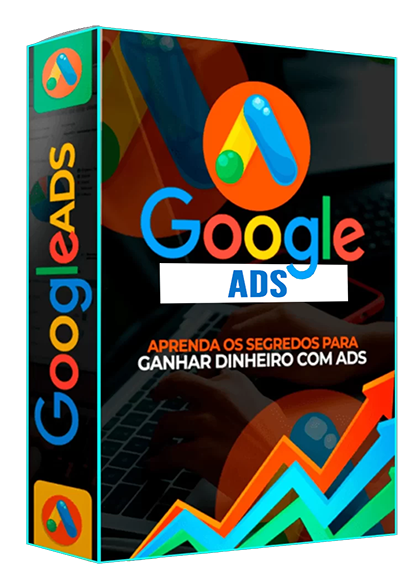 GoogleADS
Google
ADS
APRENDA OS SEGREDOS PARA
GANHAR DINHEIRO COM ADS